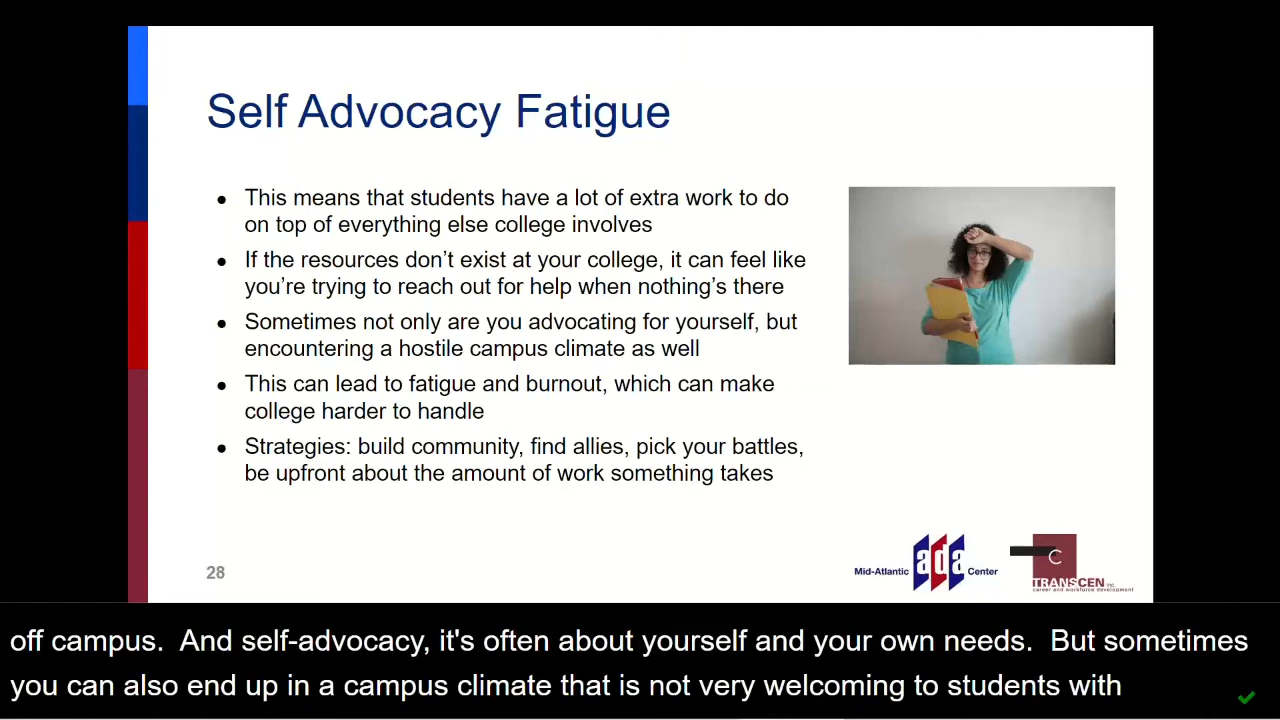 Self Advocacy Fatigue
● This means that students have a lot of extra work to do
on top of everything else college involves
● If the resources don’t exist at your college, it can feel like
you’re trying to reach out for help when nothing’s there
● Sometimes not only are you advocating for yourself, but
encountering a hostile campus climate as well
● This can lead to fatigue and burnout, which can make
college harder to handle
● Strategies: build community, find allies, pick your battles,
be upfront about the amount of work something takes
28
Mid-Atlantic ada Center
C
TRANSCEN inc.
career and workforce development
off campus.  And self-advocacy, it's often about yourself and your own needs.  But sometimes
you can also end up in a campus climate that is not very welcoming to students with